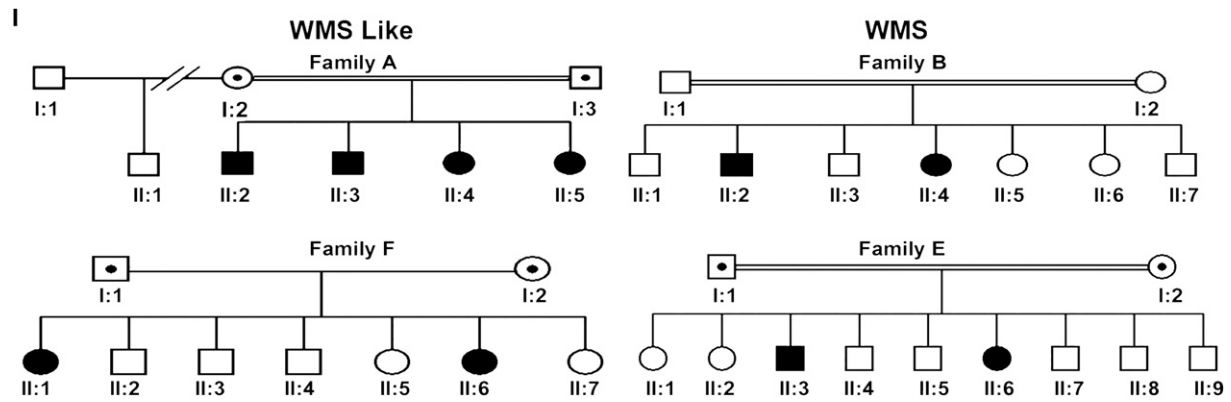 I
WMS Like
WMS
Family A
Family B
I:1
I:2
I:3
I:1
I:2
II:1
II:2
II:3
II:4
II:5
II:1
II:2
II:3
II:4
II:5
II:6
II:7
Family F
Family E
I:1
I:2
I:1
I:2
II:1
II:2
II:3
II:4
II:5
II:6
II:7
II:1
II:2
II:3
II:4
II:5
II:6
II:7
II:8
II:9